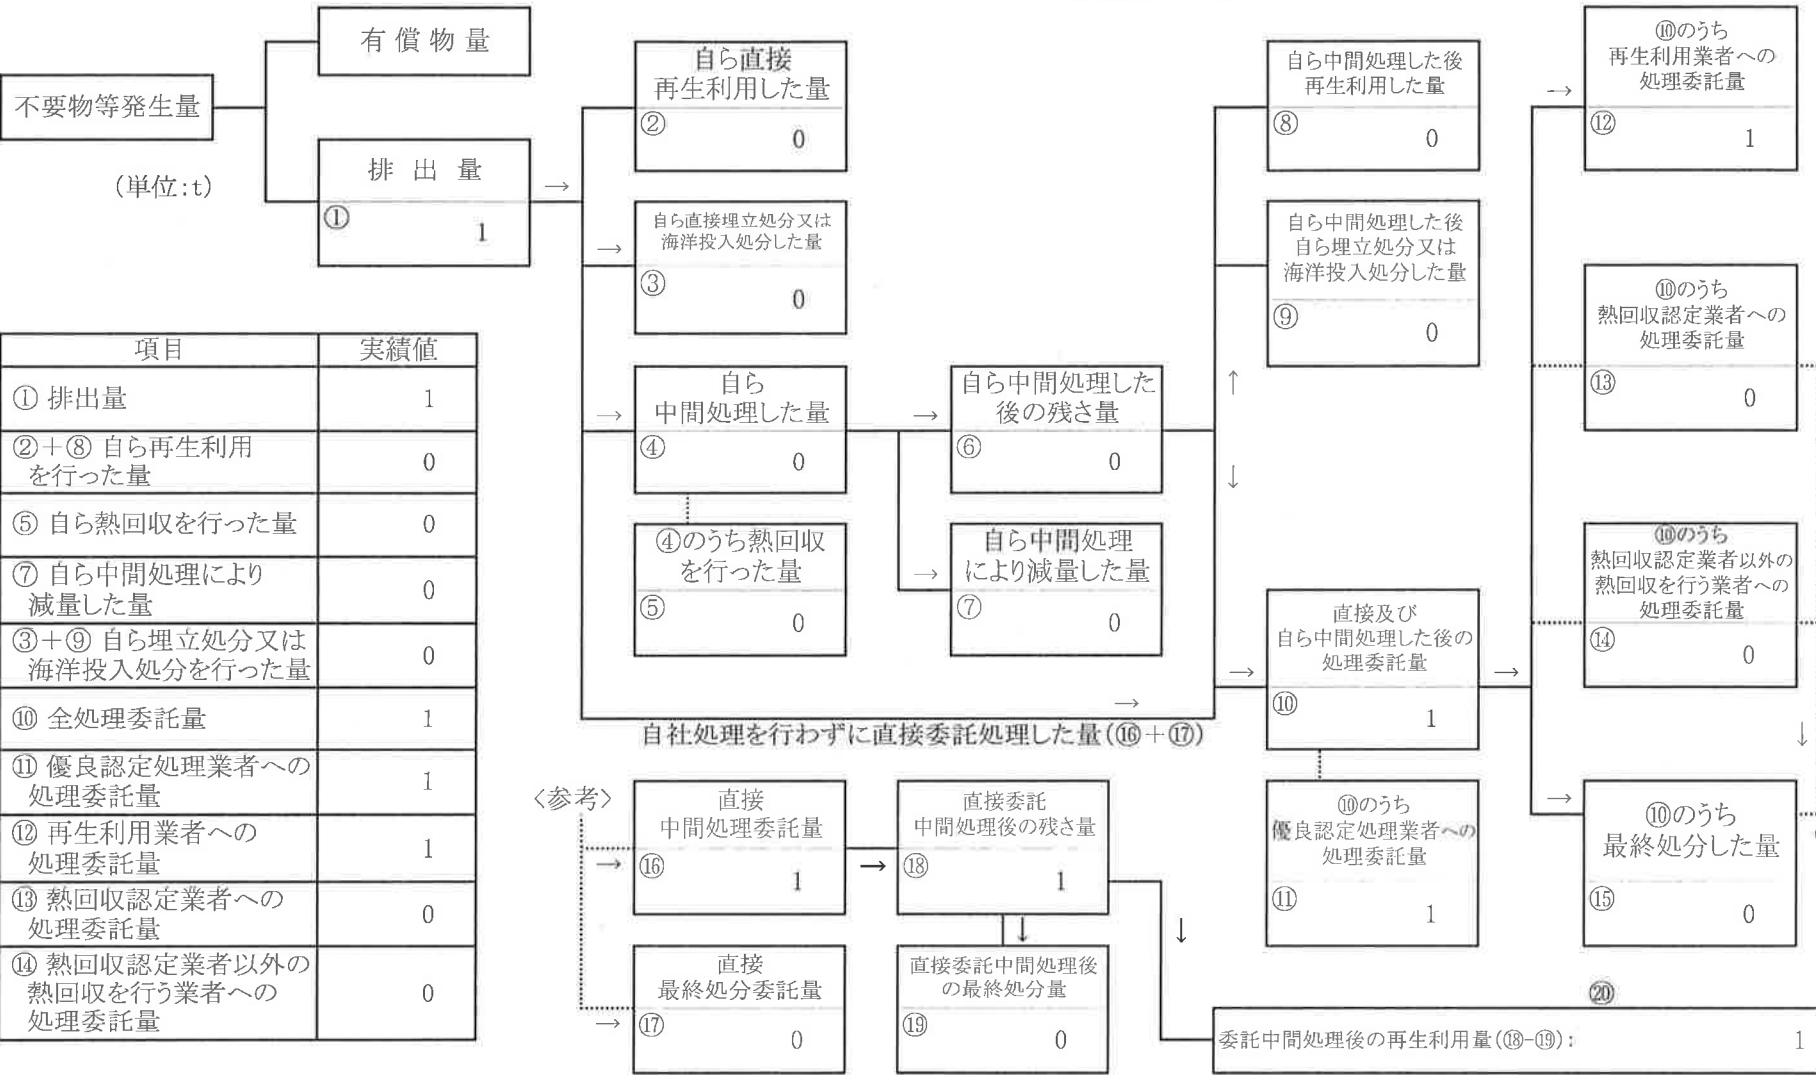 有償物量
不要物等発生量
(単位:t)
排出量
①
1
→
自ら直接
再生利用した量
②
0
→
自ら直接埋立処分又は
海洋投入処分した量
③
0
→
自ら
中間処理した量
④
0
④のうち熱回収
を行った量
⑤
0
→
自ら中間処理した
後の残さ量
⑥
0
→
自ら中間処理
により減量した量
⑦
0
→
自社処理を行わずに直接委託処理した量(⑯+⑰)
自ら中間処理した後
再生利用した量
⑧
0
自ら中間処理した後
自ら埋立処分又は
海洋投入処分した量
⑨
0
↑
↓
→
直接及び
自ら中間処理した後の
処理委託量
⑩
1
→
⑩のうち
優良認定処理業者への
処理委託量
⑪
1
→
⑩のうち
再生利用業者への
処理委託量
⑫
1
⑩のうち
熱回収認定業者への
処理委託量
⑬
0
⑩のうち
熱回収認定業者以外の
熱回収を行う業者への
処理委託量
⑭
0
↓
→
⑩のうち
最終処分した量
⑮
0
項目 実績値
① 排出量 1
②+⑧ 自ら再生利用
を行った量 0
⑤ 自ら熱回収を行った量 0
⑦ 自ら中間処理により
減量した量 0
③+⑨ 自ら埋立処分又は
海洋投入処分を行った量 0
⑩ 全処理委託量 1
⑪ 優良認定処理業者への
処理委託量 1
⑫ 再生利用業者への
処理委託量 1
⑬ 熱回収認定業者への
処理委託量 0
⑭ 熱回収認定業者以外の
熱回収を行う業者への
処理委託量 0
〈参考〉
→
直接
中間処理委託量
⑯
1
→
直接委託
中間処理後の残さ量
⑱
1
↓
↓
→
直接
最終処分委託量
⑰
0
直接委託中間処理後
の最終処分量
⑲
0
⑳
委託中間処理後の再生利用量(⑱-⑲): 1